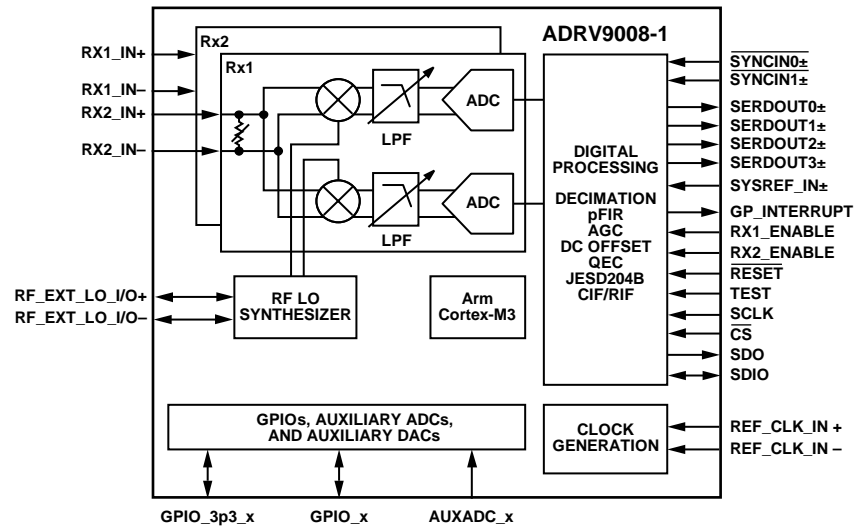 ADRV9008-1
Rx2
Rx1
RX1_IN+
RX1_IN–
RX2_IN+
RX2_IN–
LPF
ADC
LPF
ADC
DIGITAL
PROCESSING
DECIMATION
pFIR
AGC
DC OFFSET
QEC
JESD204B
CIF/RIF
SYNCIN0±
SYNCIN1±
SERDOUT0±
SERDOUT1±
SERDOUT2±
SERDOUT3±
SYSREF_IN±
GP_INTERRUPT
RX1_ENABLE
RX2_ENABLE
RESET
TEST
SCLK
CS
SDO
SDIO
RF_EXT_LO_I/O+
RF_EXT_LO_I/O–
RF LO
SYNTHESIZER
Arm
Cortex-M3
GPIOs, AUXILIARY ADCs,
AND AUXILIARY DACs
CLOCK
GENERATION
REF_CLK_IN +
REF_CLK_IN –
GPIO_3p3_x
GPIO_x
AUXADC_x